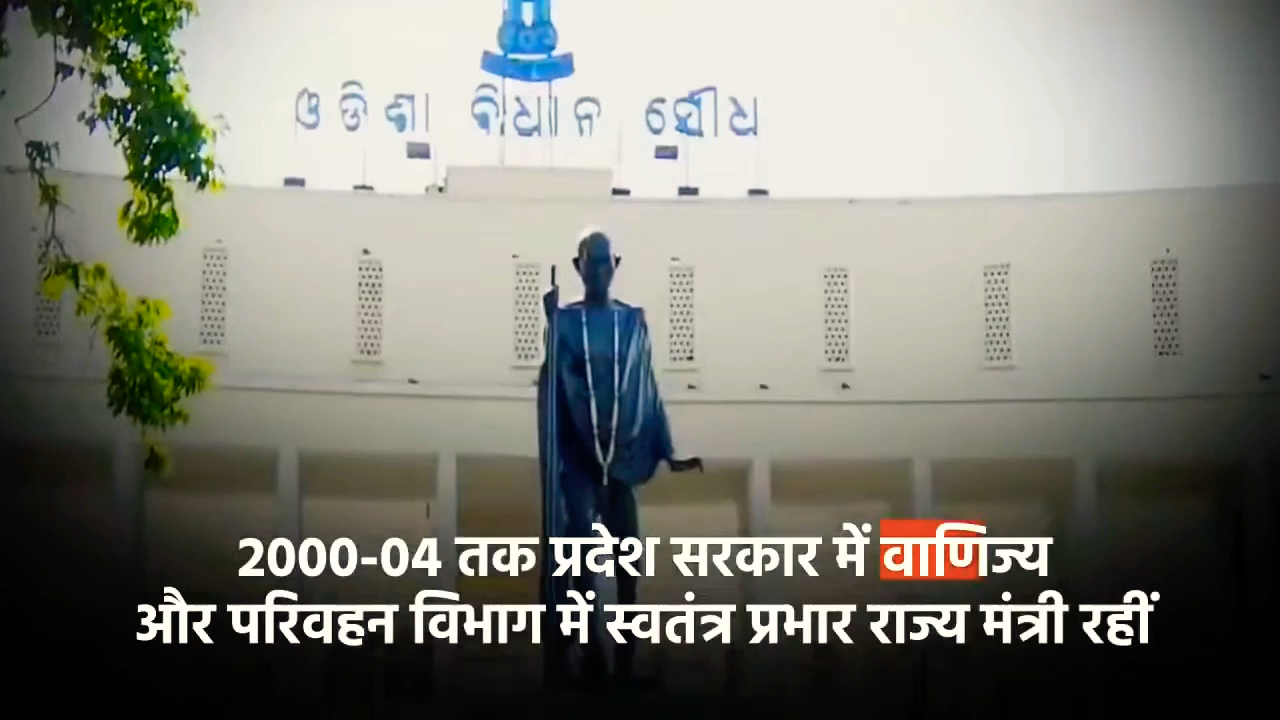 ଓଡିଶା ବିଧାନ ସୌଧ
2000-04 तक प्रदेश सरकार में वाणिज्य
और परिवहन विभाग में स्वतंत्र प्रभार राज्य मंत्री रहीं